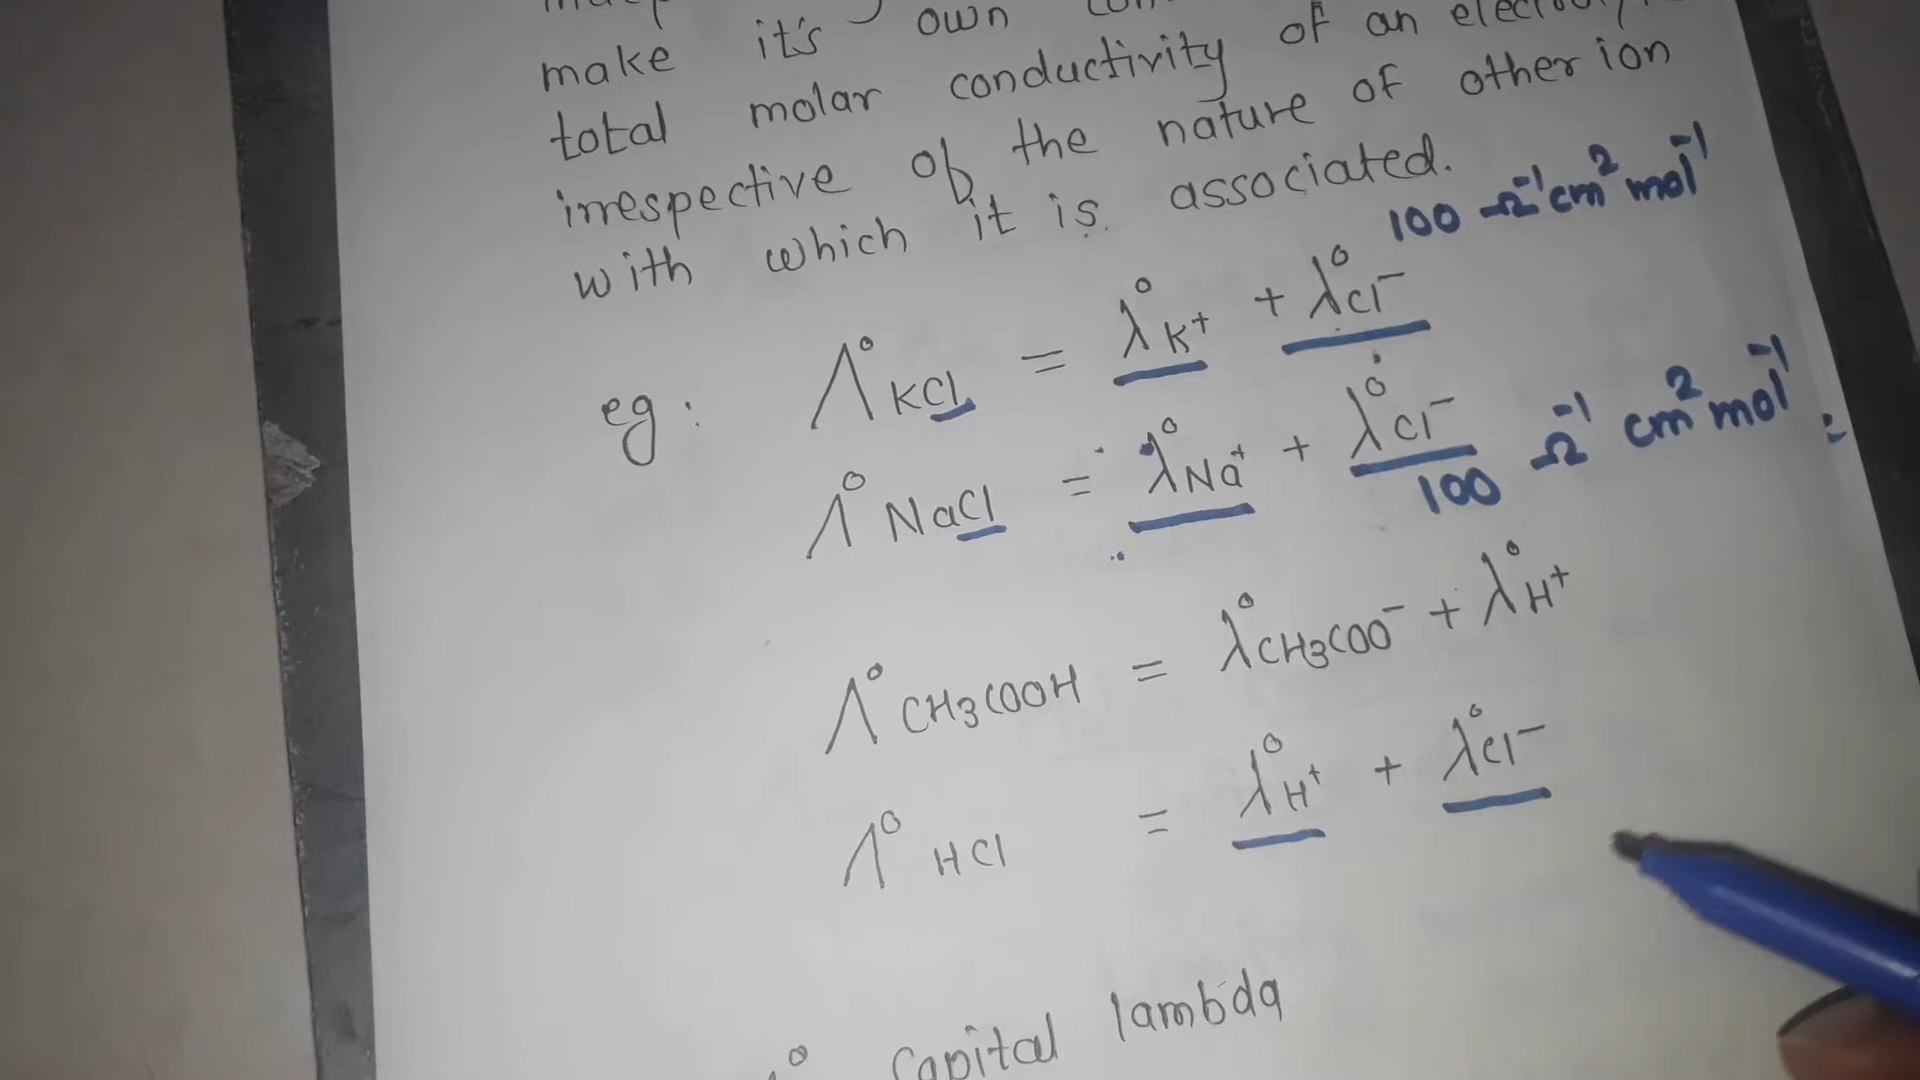 make it's own
total molar conductivity of an
irrespective of the nature of other ion
with which it is associated.
100 Ω⁻¹ cm² mol⁻¹
eg: Λ° KCl = λ° K⁺ + λ° Cl⁻
Λ° NaCl = λ° Na⁺ + λ° Cl⁻
100 Ω⁻¹ cm² mol⁻¹
Λ° CH3COOH = λ° CH3COO⁻ + λ° H⁺
Λ° HCl = λ° H⁺ + λ° Cl⁻
Capital lambda